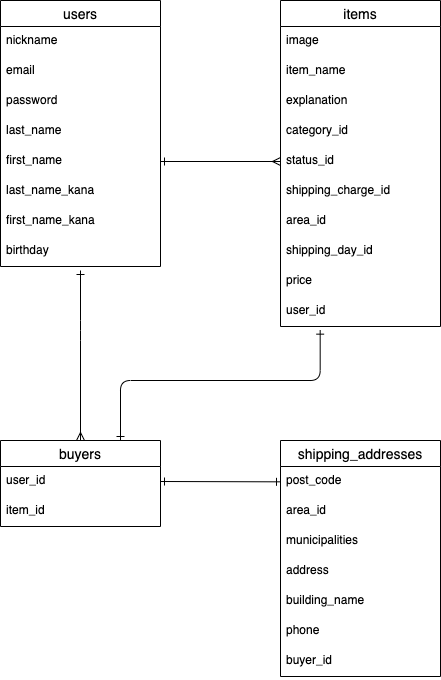 users
nickname
email
password
last_name
first_name
last_name_kana
first_name_kana
birthday
items
image
item_name
explanation
category_id
status_id
shipping_charge_id
area_id
shipping_day_id
price
user_id
buyers
user_id
item_id
shipping_addresses
post_code
area_id
municipalities
address
building_name
phone
buyer_id